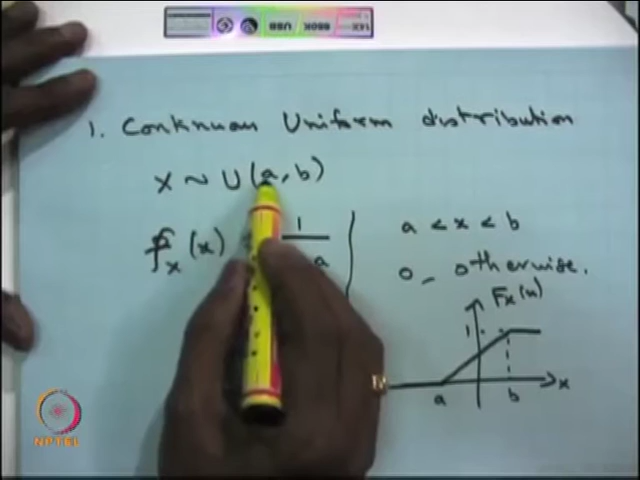 1. Continuous Uniform distribution
X ~ U (a, b)
f_X (x) 1 a < x < b
a 0, otherwise.
F_X(x)
1
x
a b
NPTEL